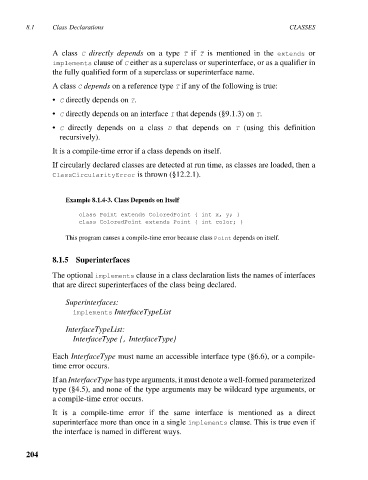 8.1 Class Declarations CLASSES
A class C directly depends on a type T if T is mentioned in the extends or
implements clause of C either as a superclass or superinterface, or as a qualifier in
the fully qualified form of a superclass or superinterface name.
A class C depends on a reference type T if any of the following is true:
• C directly depends on T.
• C directly depends on an interface I that depends (§9.1.3) on T.
• C directly depends on a class D that depends on T (using this definition
recursively).
It is a compile-time error if a class depends on itself.
If circularly declared classes are detected at run time, as classes are loaded, then a
ClassCircularityError is thrown (§12.2.1).
Example 8.1.4-3. Class Depends on Itself
class Point extends ColoredPoint { int x, y; }
class ColoredPoint extends Point { int color; }
This program causes a compile-time error because class Point depends on itself.
8.1.5 Superinterfaces
The optional implements clause in a class declaration lists the names of interfaces
that are direct superinterfaces of the class being declared.
Superinterfaces:
implements InterfaceTypeList
InterfaceTypeList:
InterfaceType {, InterfaceType}
Each InterfaceType must name an accessible interface type (§6.6), or a compile-
time error occurs.
If an InterfaceType has type arguments, it must denote a well-formed parameterized
type (§4.5), and none of the type arguments may be wildcard type arguments, or
a compile-time error occurs.
It is a compile-time error if the same interface is mentioned as a direct
superinterface more than once in a single implements clause. This is true even if
the interface is named in different ways.
204